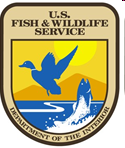 U.S.
FISH & WILDLIFE
SERVICE
DEPARTMENT OF THE INTERIOR